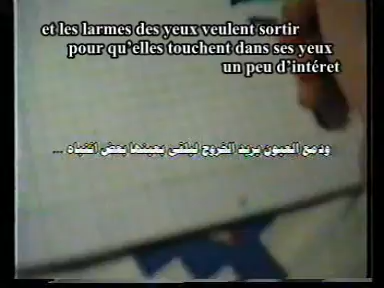 et les larmes des yeux veulent sortir
pour qu'elles touchent dans ses yeux
un peu d'intéret
ودمع العيون يريد الخروج ليلقى بعينها بعض انتباه ...